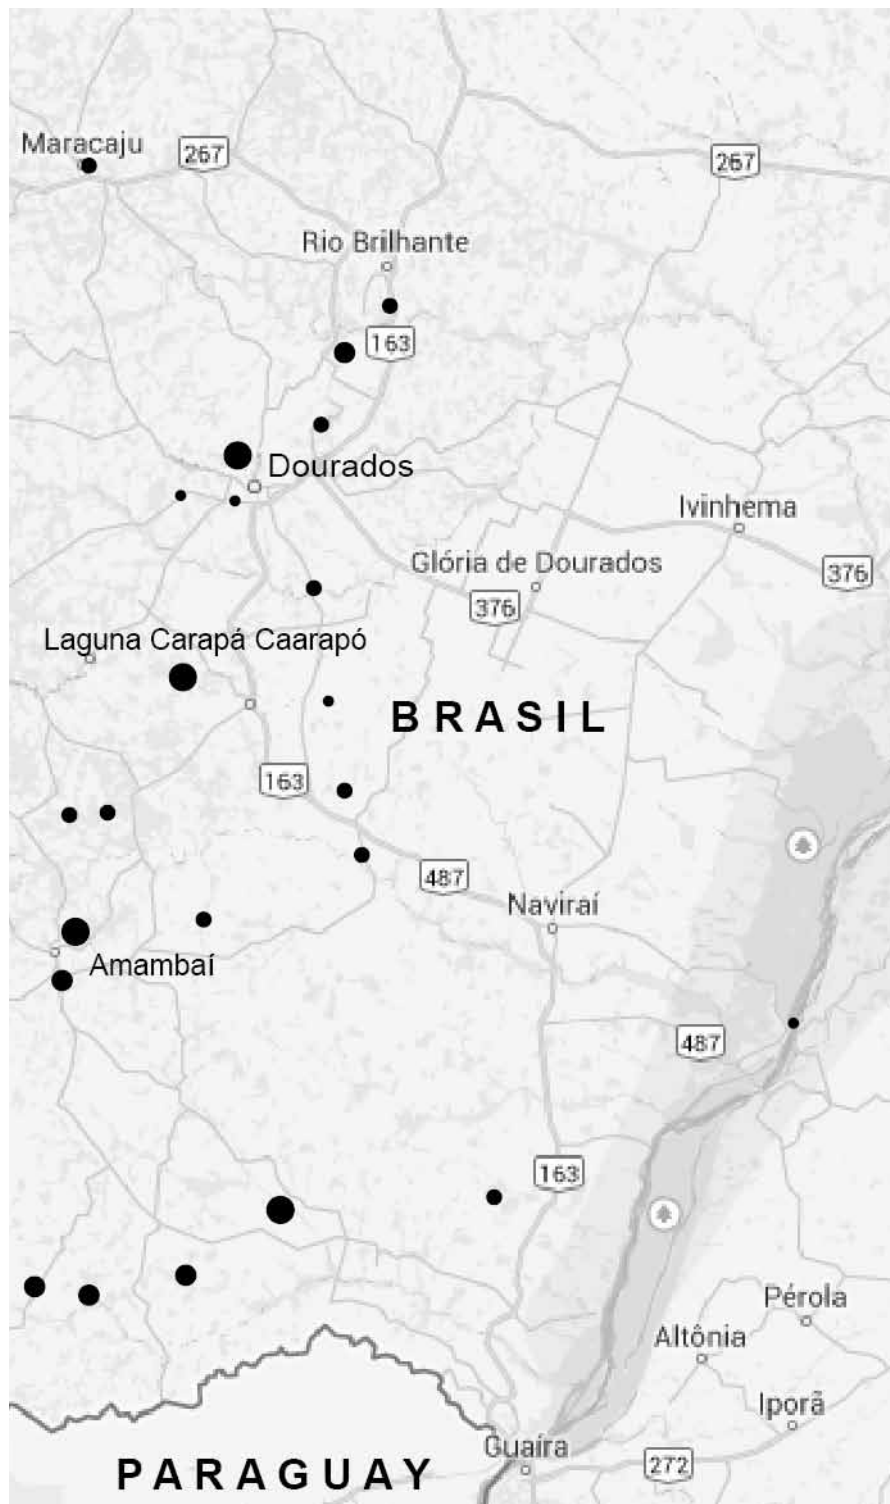 Maracaju
267
267
Rio Brilhante
163
Dourados
Ivinhema
Glória de Dourados
376
376
Laguna Carapá Caarapó
BRASIL
163
487
Naviraí
Amambaí
487
163
Pérola
Altônia
Iporã
Guaíra
272
PARAGUAY